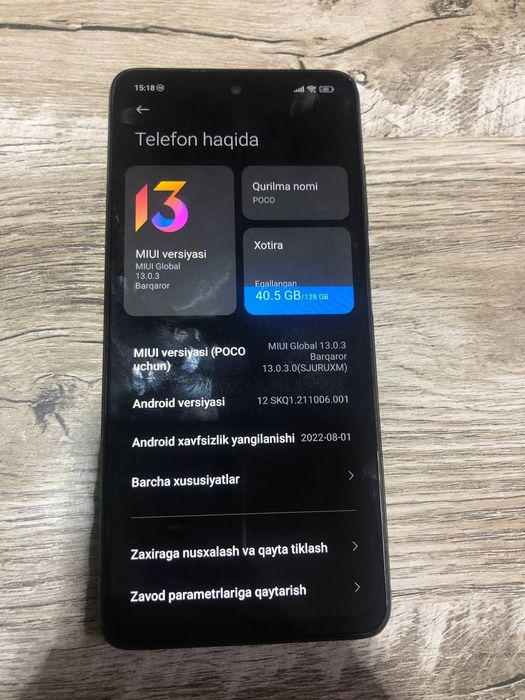 15:18
49
Telefon haqida
13
MIUI versiyasi
MIUI Global
13.0.3
Barqaror
Qurilma nomi
POCO
Xotira
Egallangan
40.5 GB/128 GB
MIUI versiyasi (POCO
uchun)
MIUI Global 13.0.3
Barqaror
13.0.3.0(SJURUXM)
Android versiyasi
12 SKQ1.211006.001
Android xavfsizlik yangilanishi
2022-08-01
Barcha xususiyatlar
Zaxiraga nusxalash va qayta tiklash
Zavod parametrlariga qaytarish